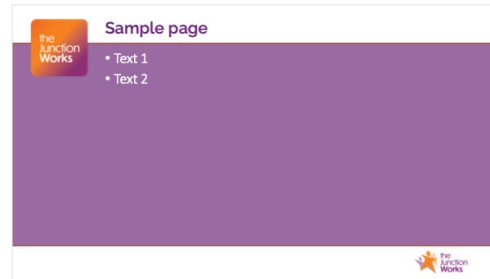 the
Junction
Works
Sample page
• Text 1
• Text 2
the
Junction
Works